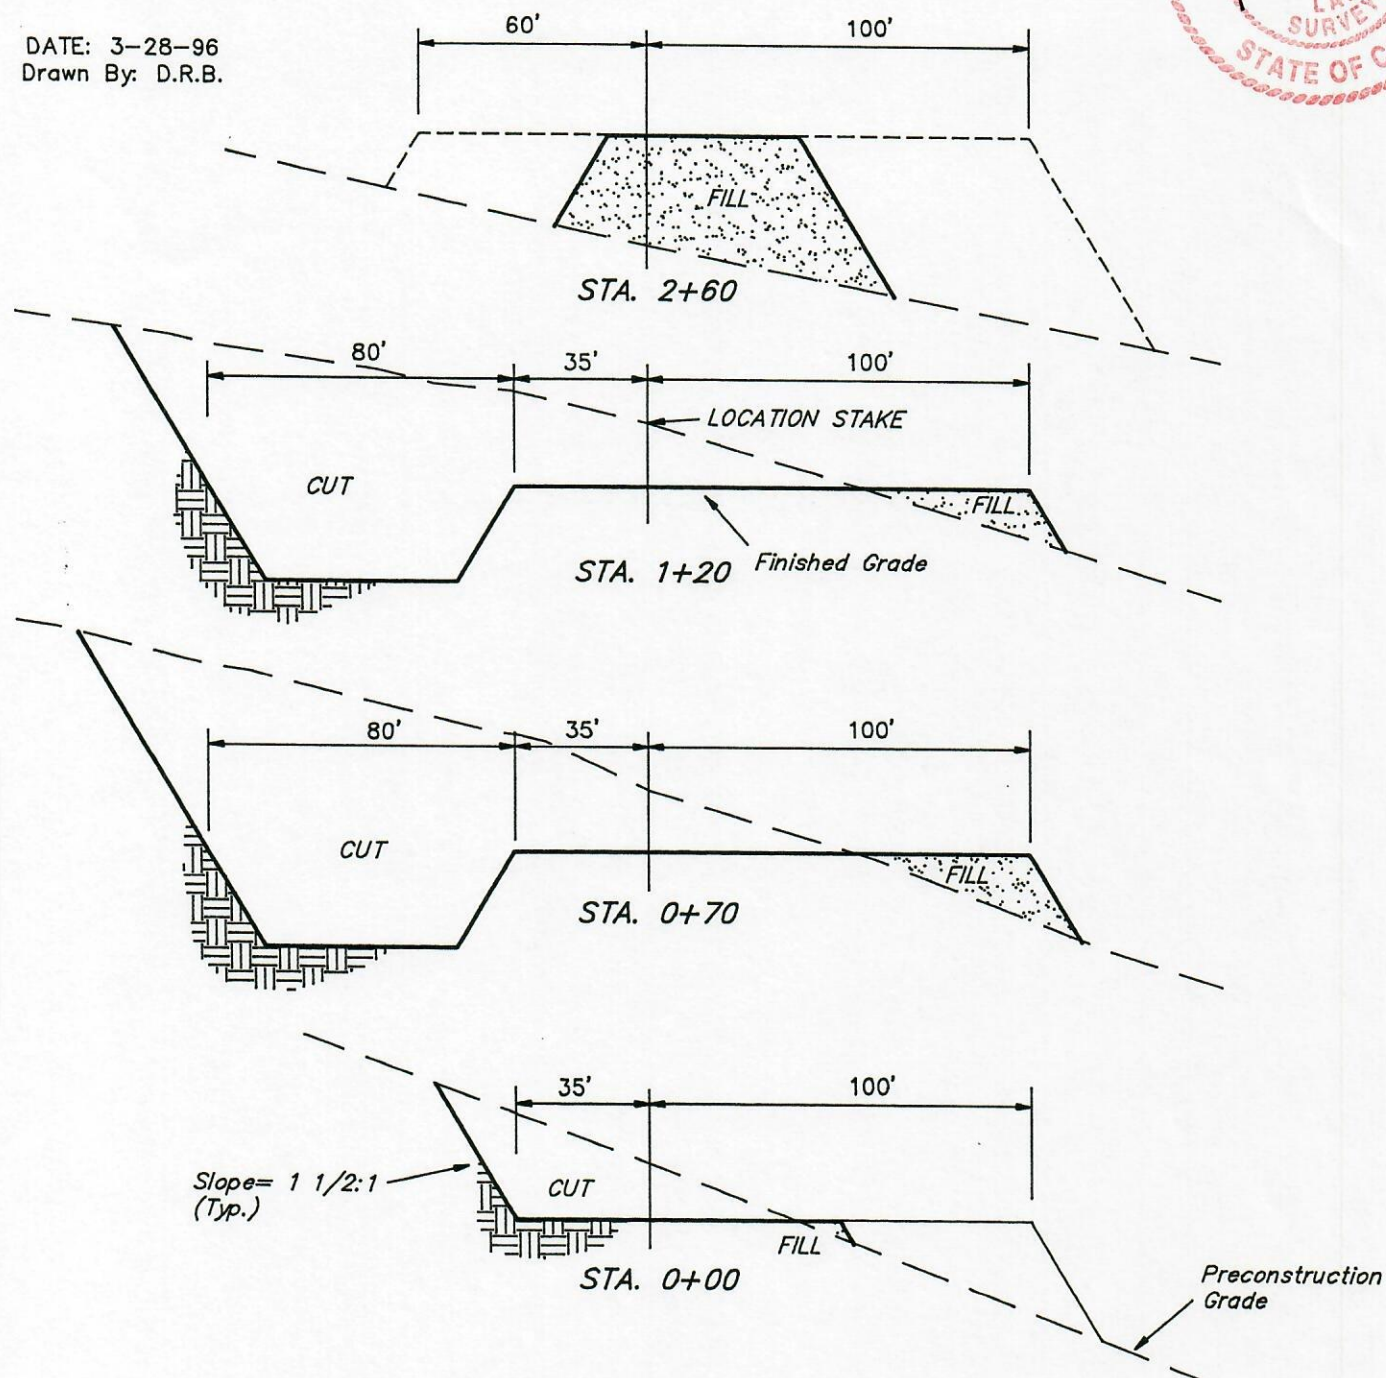 DATE: 3-28-96
Drawn By: D.R.B.
60'
100'
SURVEY
STATE OF
FILL
STA. 2+60
80'
35'
100'
LOCATION STAKE
CUT
FILL
Finished Grade
STA. 1+20
80'
35'
100'
CUT
FILL
STA. 0+70
35'
100'
Slope= 1 1/2:1
(Typ.)
CUT
FILL
STA. 0+00
Preconstruction
Grade